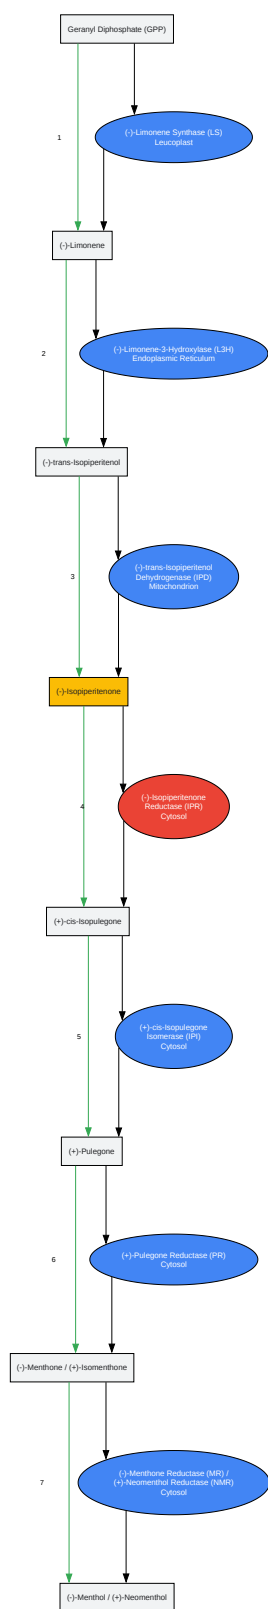 Geranyl Diphosphate (GPP)
1
(-)-Limonene Synthase (LS)
Leucoplast
(-)-Limonene
2
(-)-Limonene-3-Hydroxylase (L3H)
Endoplasmic Reticulum
(-)-trans-Isopiperitenol
3
(-)-trans-Isopiperitenol
Dehydrogenase (IPD)
Mitochondrion
(-)-Isopiperitenone
4
(-)-Isopiperitenone
Reductase (IPR)
Cytosol
(+)-cis-Isopulegone
5
(+)-cis-Isopulegone
Isomerase (IPI)
Cytosol
(+)-Pulegone
6
(+)-Pulegone Reductase (PR)
Cytosol
(-)-Menthone / (+)-Isomenthone
7
(-)-Menthone Reductase (MR) /
(+)-Neomenthol Reductase (NMR)
Cytosol
(-)-Menthol / (+)-Neomenthol